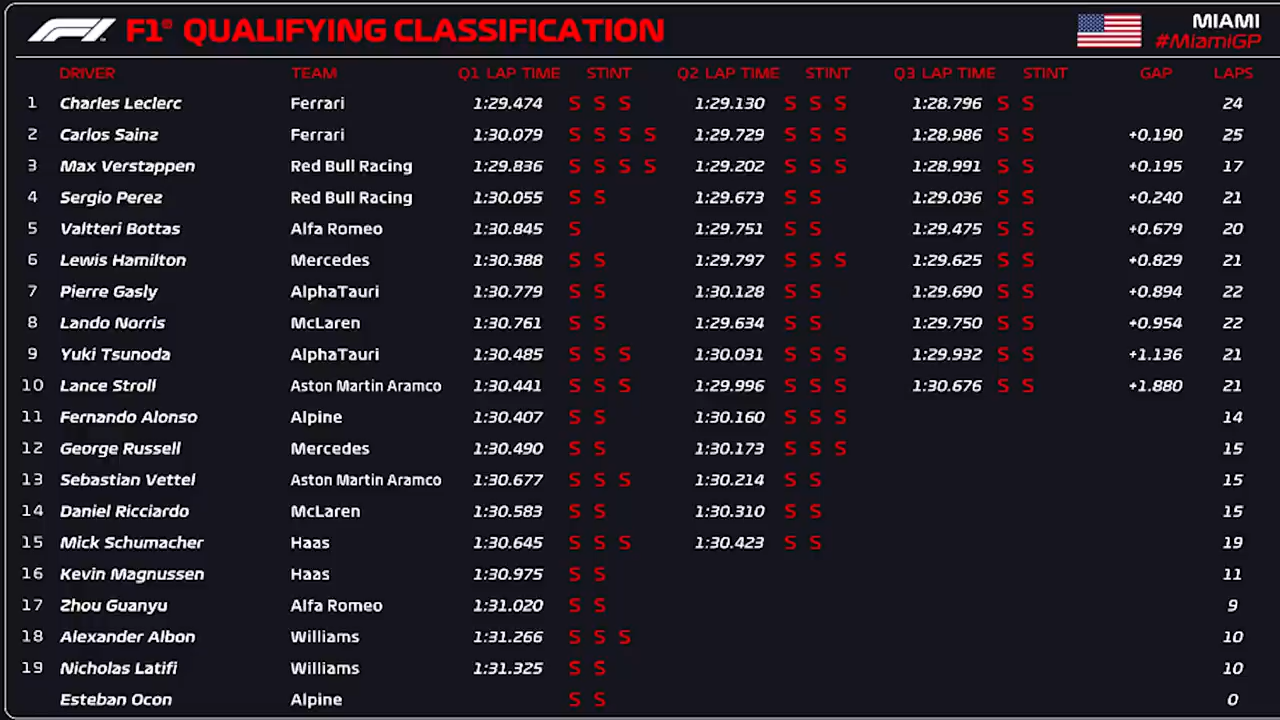 F1® QUALIFYING CLASSIFICATION MIAMI
#MiamiGP
DRIVER TEAM Q1 LAP TIME STINT Q2 LAP TIME STINT Q3 LAP TIME STINT GAP LAPS
1 Charles Leclerc Ferrari 1:29.474 S S S 1:29.130 S S S 1:28.796 S S 24
2 Carlos Sainz Ferrari 1:30.079 S S S S 1:29.729 S S S 1:28.986 S S +0.190 25
3 Max Verstappen Red Bull Racing 1:29.836 S S S S 1:29.202 S S S 1:28.991 S S +0.195 17
4 Sergio Perez Red Bull Racing 1:30.055 S S 1:29.673 S S 1:29.036 S S +0.240 21
5 Valtteri Bottas Alfa Romeo 1:30.845 S 1:29.751 S S 1:29.475 S S +0.679 20
6 Lewis Hamilton Mercedes 1:30.388 S S 1:29.797 S S S 1:29.625 S S +0.829 21
7 Pierre Gasly AlphaTauri 1:30.779 S S 1:30.128 S S 1:29.690 S S +0.894 22
8 Lando Norris McLaren 1:30.761 S S 1:29.634 S S 1:29.750 S S +0.954 22
9 Yuki Tsunoda AlphaTauri 1:30.485 S S S 1:30.031 S S S 1:29.932 S S +1.136 21
10 Lance Stroll Aston Martin Aramco 1:30.441 S S S 1:29.996 S S S 1:30.676 S S +1.880 21
11 Fernando Alonso Alpine 1:30.407 S S 1:30.160 S S S 14
12 George Russell Mercedes 1:30.490 S S 1:30.173 S S S 15
13 Sebastian Vettel Aston Martin Aramco 1:30.677 S S S 1:30.214 S S 15
14 Daniel Ricciardo McLaren 1:30.583 S S 1:30.310 S S 15
15 Mick Schumacher Haas 1:30.645 S S S 1:30.423 S S 19
16 Kevin Magnussen Haas 1:30.975 S S 11
17 Zhou Guanyu Alfa Romeo 1:31.020 S S 9
18 Alexander Albon Williams 1:31.266 S S S 10
19 Nicholas Latifi Williams 1:31.325 S S 10
Esteban Ocon Alpine S S 0